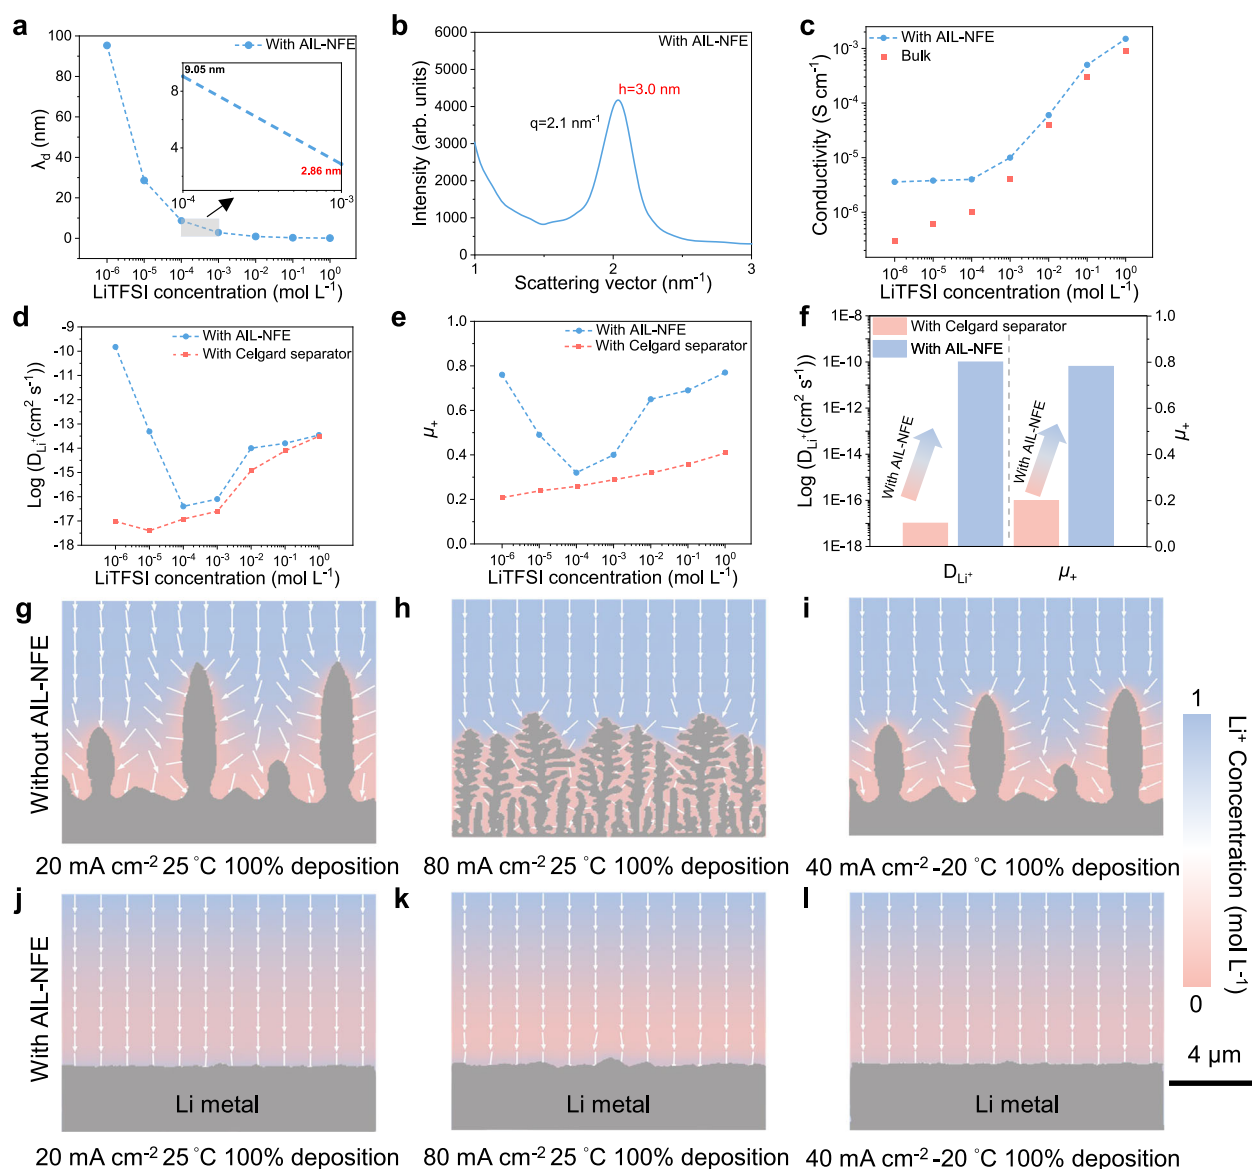 a
λd (nm)
100
80
60
40
20
0
With AIL-NFE
9.05 nm
8
4
2.86 nm
10⁻⁴
10⁻³
10⁻⁶ 10⁻⁵ 10⁻⁴ 10⁻³ 10⁻² 10⁻¹ 10⁰
LiTFSI concentration (mol L⁻¹)
b
Intensity (arb. units)
6000
5000
4000
3000
2000
1000
0
With AIL-NFE
h=3.0 nm
q=2.1 nm⁻¹
1 2 3
Scattering vector (nm⁻¹)
c
Conductivity (S cm⁻¹)
10⁻³
10⁻⁴
10⁻⁵
10⁻⁶
With AIL-NFE
Bulk
10⁻⁶ 10⁻⁵ 10⁻⁴ 10⁻³ 10⁻² 10⁻¹ 10⁰
LiTFSI concentration (mol L⁻¹)
d
Log (D_Li⁺(cm² s⁻¹))
-9
-10
-11
-12
-13
-14
-15
-16
-17
-18
With AIL-NFE
With Celgard separator
10⁻⁶ 10⁻⁵ 10⁻⁴ 10⁻³ 10⁻² 10⁻¹ 10⁰
LiTFSI concentration (mol L⁻¹)
e
μ₊
1.0
0.8
0.6
0.4
0.2
0.0
With AIL-NFE
With Celgard separator
10⁻⁶ 10⁻⁵ 10⁻⁴ 10⁻³ 10⁻² 10⁻¹ 10⁰
LiTFSI concentration (mol L⁻¹)
f
Log (D_Li⁺(cm² s⁻¹))
1E-8
1E-10
1E-12
1E-14
1E-16
1E-18
With Celgard separator
With AIL-NFE
With AIL-NFE
With AIL-NFE
1.0
0.8
0.6
0.4
0.2
0.0
μ₊
D_Li⁺
μ₊
Without AIL-NFE
g
20 mA cm⁻² 25 °C 100% deposition
h
80 mA cm⁻² 25 °C 100% deposition
i
40 mA cm⁻² -20 °C 100% deposition
With AIL-NFE
j
Li metal
20 mA cm⁻² 25 °C 100% deposition
k
Li metal
80 mA cm⁻² 25 °C 100% deposition
l
Li metal
40 mA cm⁻² -20 °C 100% deposition
1
0
Li⁺ Concentration (mol L⁻¹)
4 μm